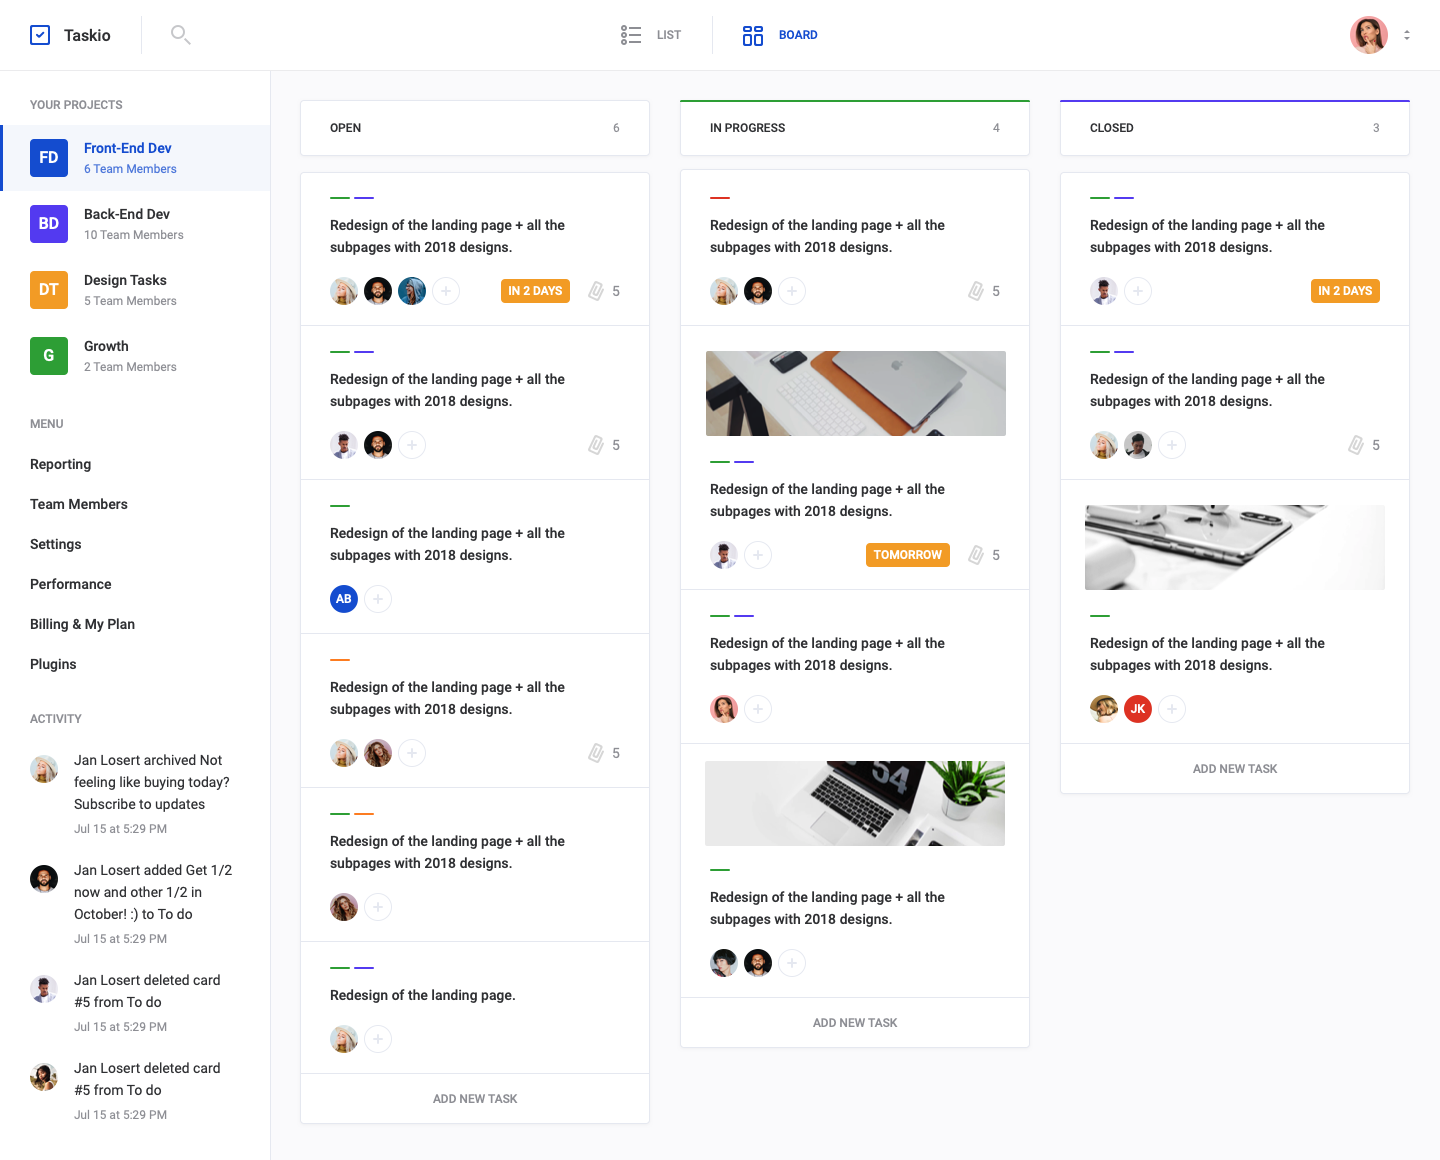 Taskio
LIST
BOARD
YOUR PROJECTS
FD
Front-End Dev
6 Team Members
BD
Back-End Dev
10 Team Members
DT
Design Tasks
5 Team Members
G
Growth
2 Team Members
MENU
Reporting
Team Members
Settings
Performance
Billing & My Plan
Plugins
ACTIVITY
Jan Losert archived Not
feeling like buying today?
Subscribe to updates
Jul 15 at 5:29 PM
Jan Losert added Get 1/2
now and other 1/2 in
October! :) to To do
Jul 15 at 5:29 PM
Jan Losert deleted card
#5 from To do
Jul 15 at 5:29 PM
Jan Losert deleted card
#5 from To do
Jul 15 at 5:29 PM
OPEN 6
Redesign of the landing page + all the
subpages with 2018 designs.
IN 2 DAYS 5
Redesign of the landing page + all the
subpages with 2018 designs.
5
Redesign of the landing page + all the
subpages with 2018 designs.
AB
Redesign of the landing page + all the
subpages with 2018 designs.
5
Redesign of the landing page + all the
subpages with 2018 designs.
Redesign of the landing page.
ADD NEW TASK
IN PROGRESS 4
Redesign of the landing page + all the
subpages with 2018 designs.
5
Redesign of the landing page + all the
subpages with 2018 designs.
TOMORROW 5
Redesign of the landing page + all the
subpages with 2018 designs.
54
Redesign of the landing page + all the
subpages with 2018 designs.
ADD NEW TASK
CLOSED 3
Redesign of the landing page + all the
subpages with 2018 designs.
IN 2 DAYS
Redesign of the landing page + all the
subpages with 2018 designs.
5
Redesign of the landing page + all the
subpages with 2018 designs.
JK
ADD NEW TASK